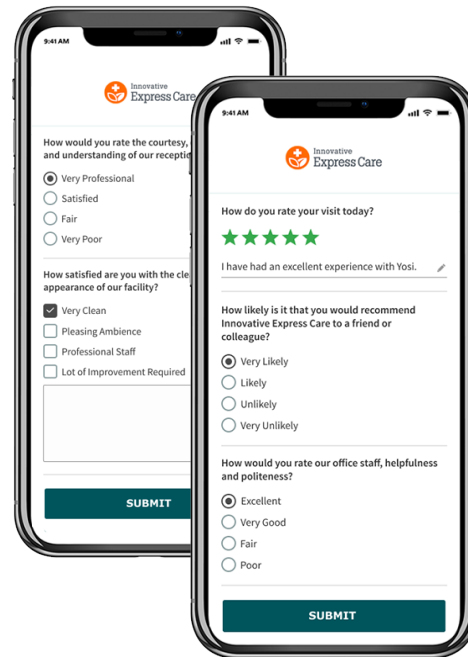 9:41 AM
Innovative
Express Care
How would you rate the courtesy,
and understanding of our
Very Professional
Satisfied
Fair
Very Poor
How satisfied are you with the
appearance of our facility?
Very Clean
Pleasing Ambience
Professional Staff
Lot of Improvement Required
SUBMIT
9:41 AM
Innovative
Express Care
How do you rate your visit today?
I have had an excellent experience with Yosi.
How likely is it that you would recommend
Innovative Express Care to a friend or
colleague?
Very Likely
Likely
Unlikely
Very Unlikely
How would you rate our office staff, helpfulness
and politeness?
Excellent
Very Good
Fair
Poor
SUBMIT